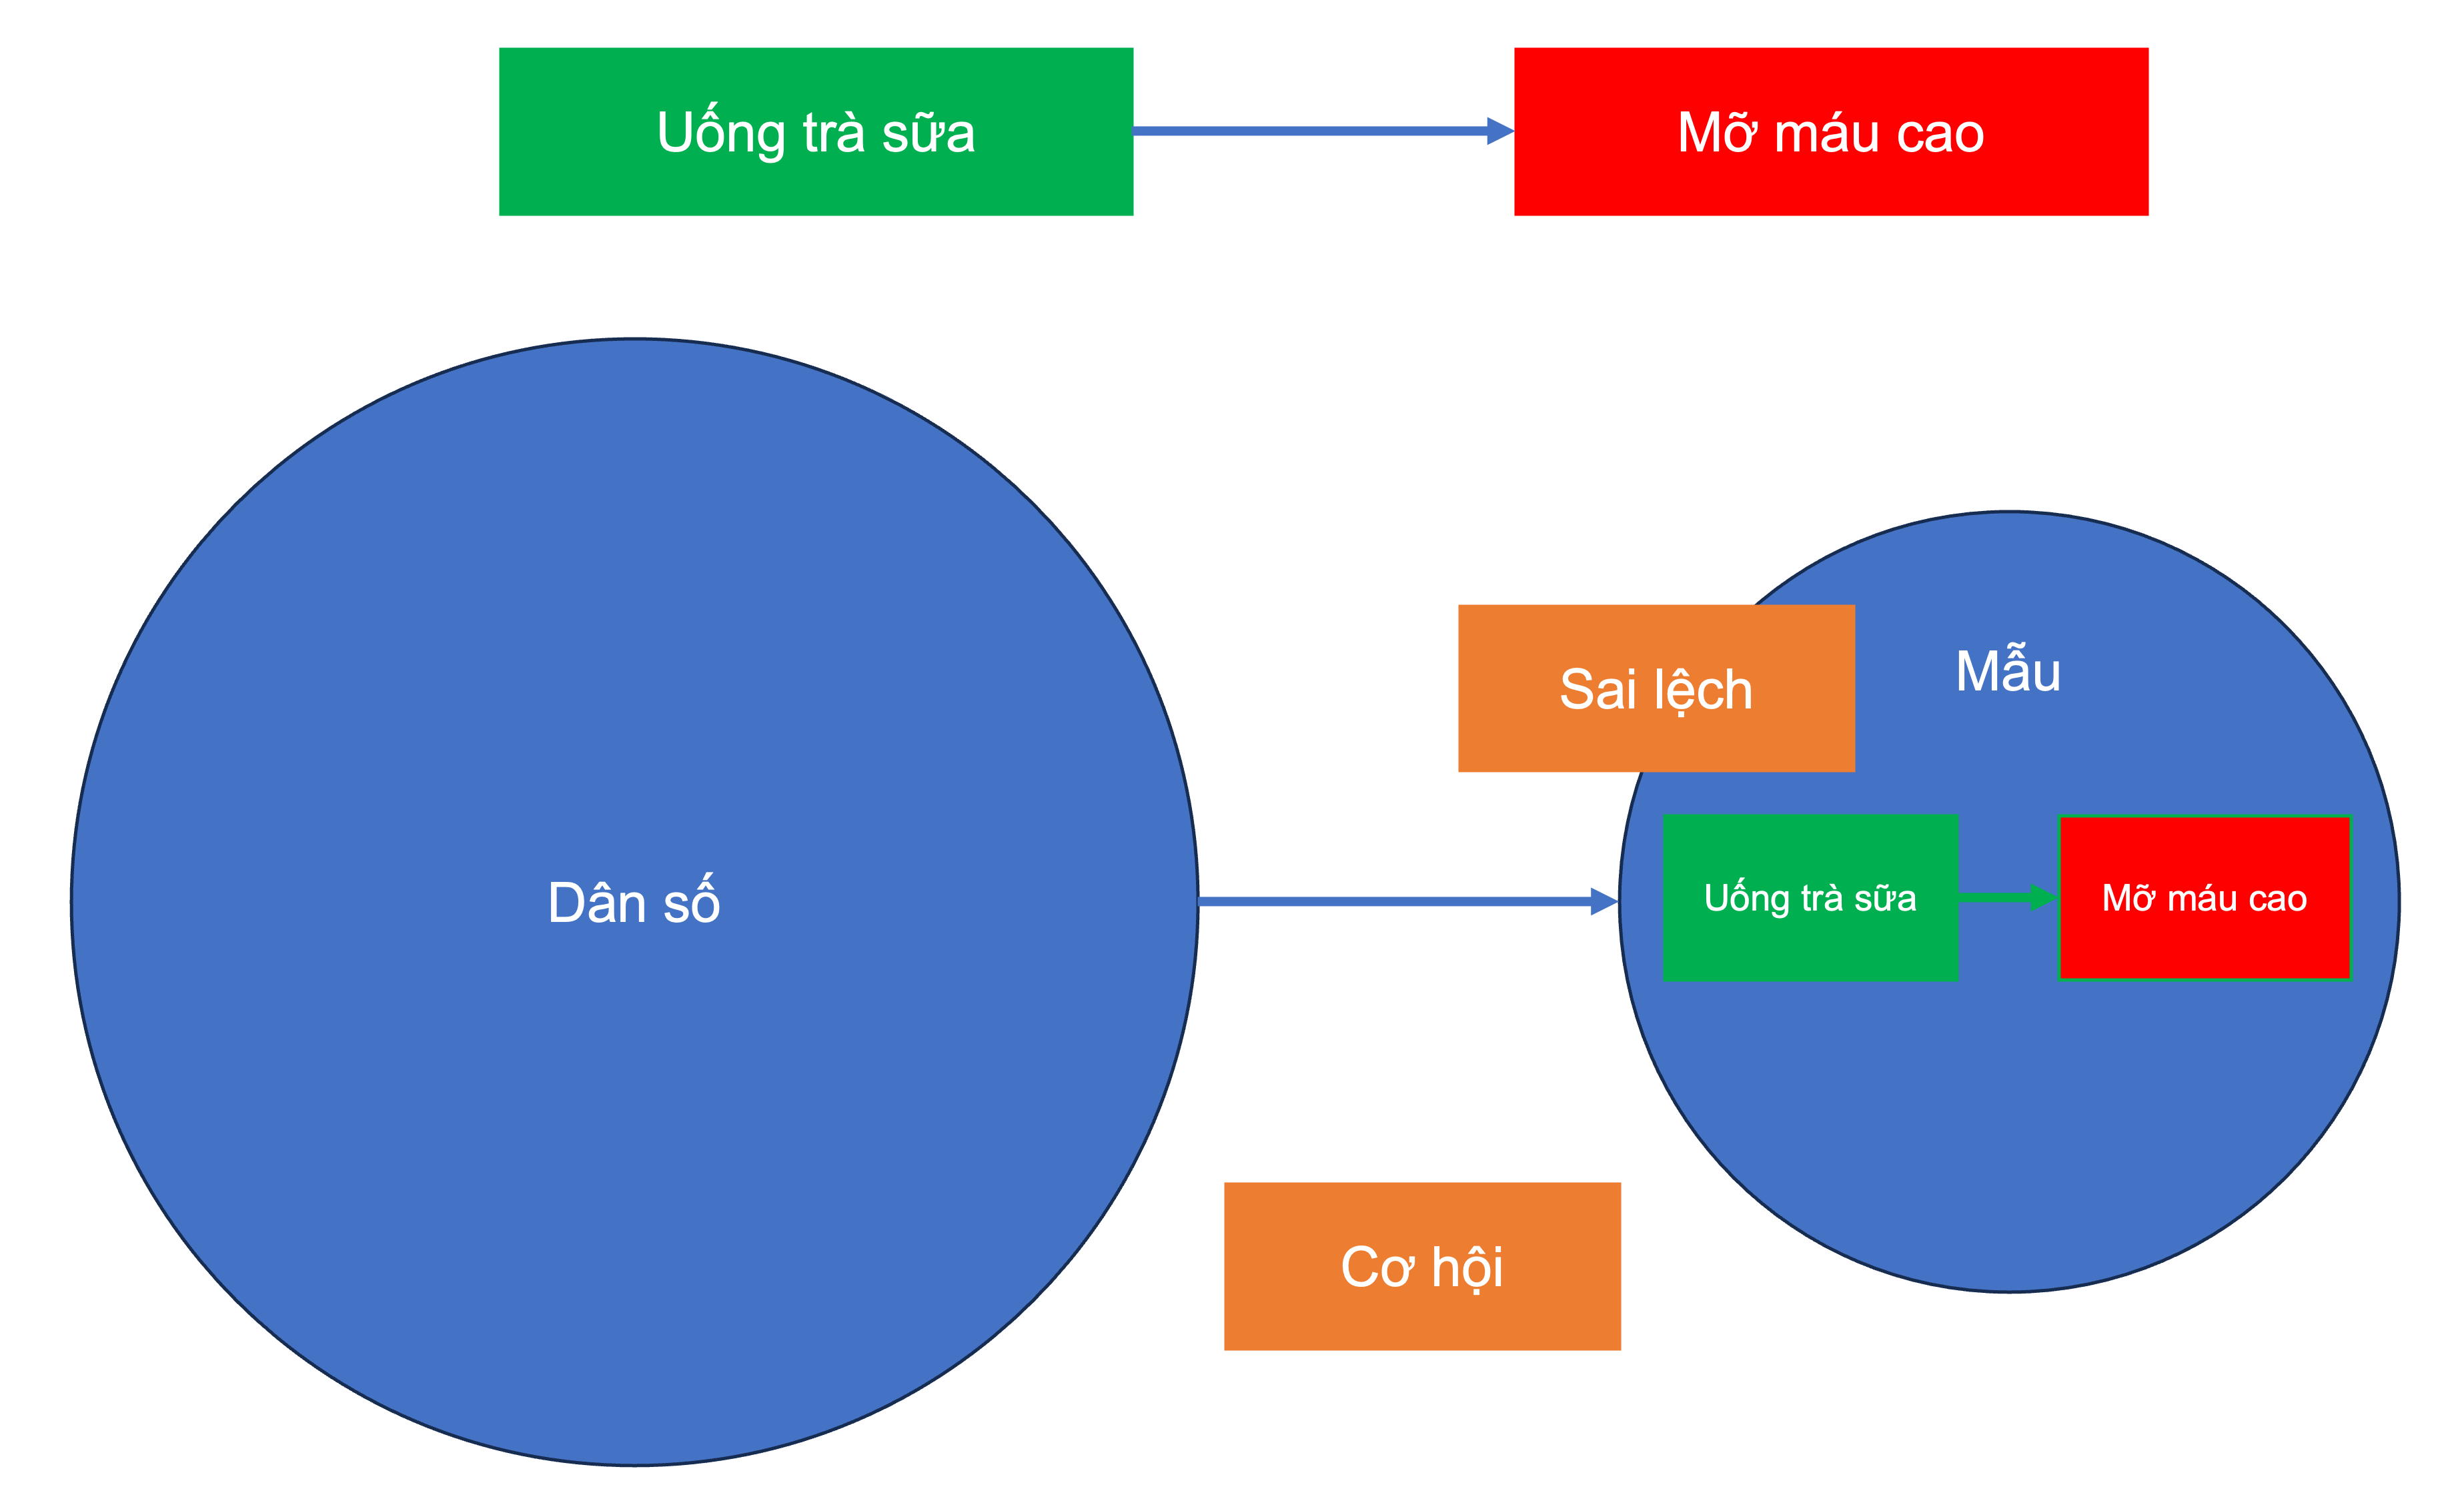 Uống trà sữa
Mỡ máu cao
Sai lệch
Mẫu
Dân số
Uống trà sữa
Mỡ máu cao
Cơ hội